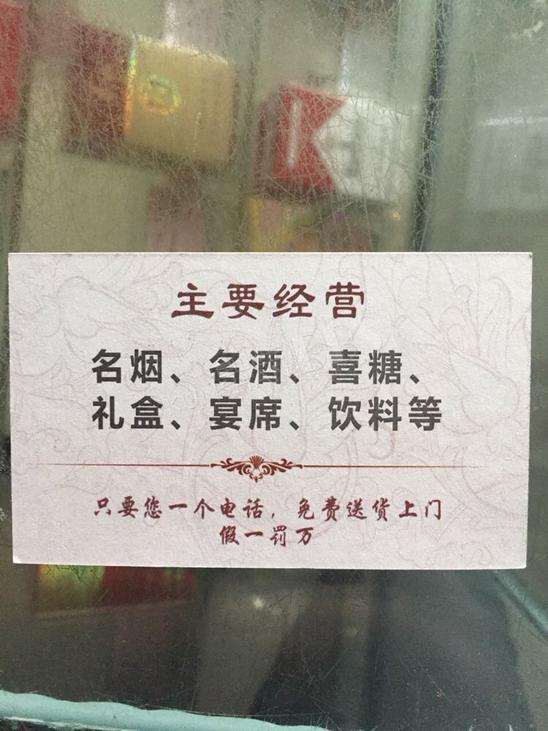 主要经营
名烟、名酒、喜糖、
礼盒、宴席、饮料等
只要您一个电话，免费送货上门
假一罚万